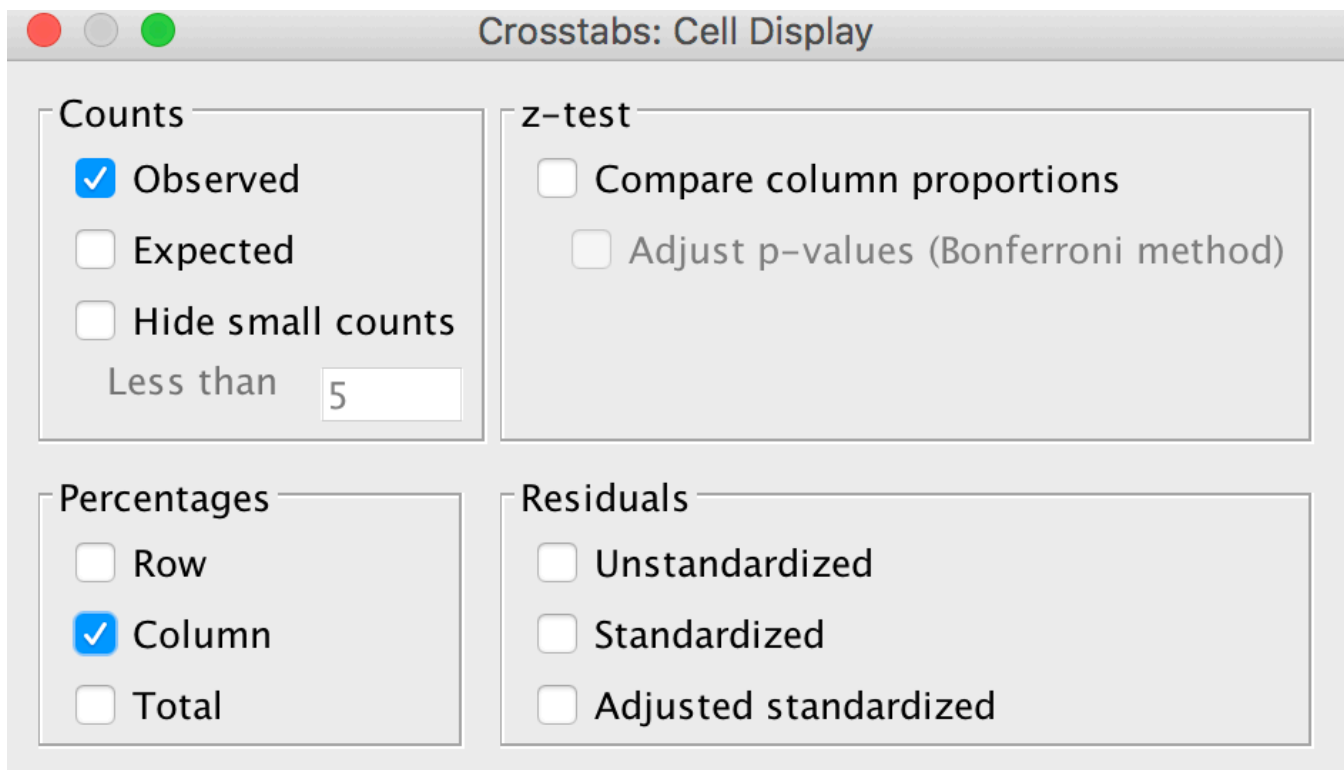 Crosstabs: Cell Display
Counts
Observed
Expected
Hide small counts
Less than 5
z-test
Compare column proportions
Adjust p-values (Bonferroni method)
Percentages
Row
Column
Total
Residuals
Unstandardized
Standardized
Adjusted standardized